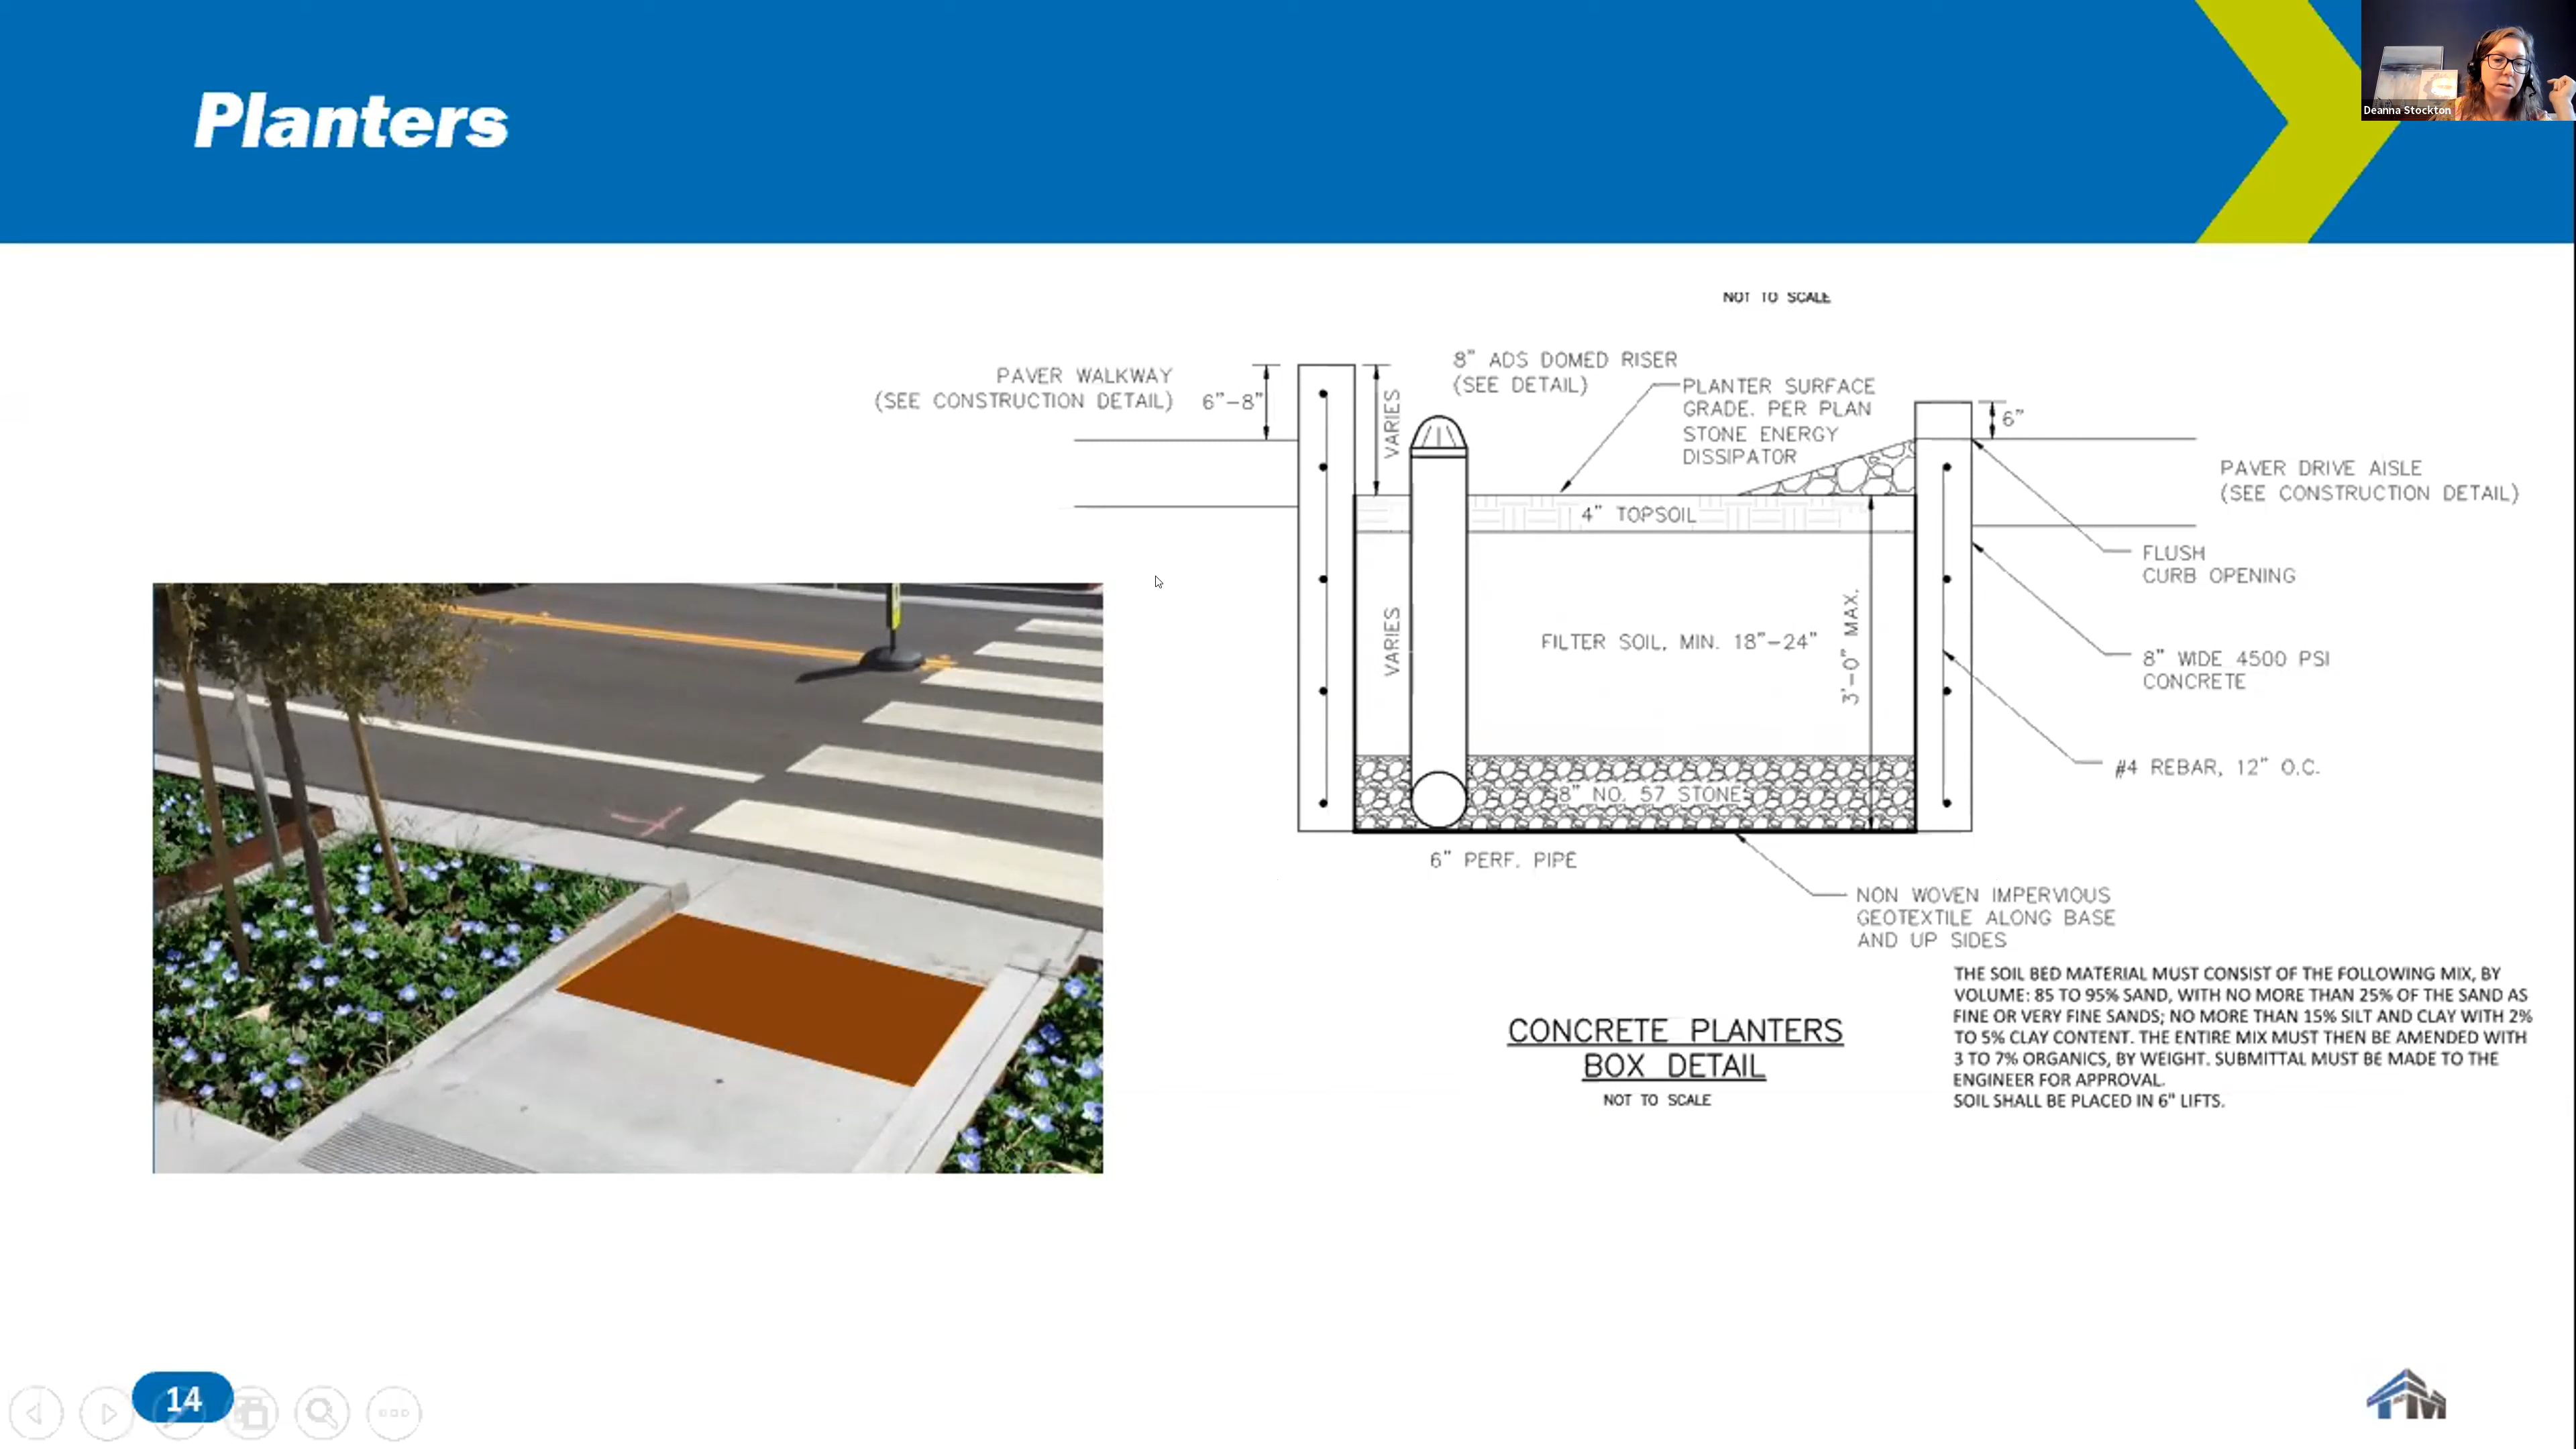 Planters
Deanna Stockton
NOT TO SCALE
PAVER WALKWAY
(SEE CONSTRUCTION DETAIL)
6"-8"
VARIES
8" ADS DOMED RISER
(SEE DETAIL)
PLANTER SURFACE
GRADE. PER PLAN
STONE ENERGY
DISSIPATOR
6"
PAVER DRIVE AISLE
(SEE CONSTRUCTION DETAIL)
4" TOPSOIL
FLUSH
CURB OPENING
VARIES
FILTER SOIL, MIN. 18"-24"
3'-0" MAX.
8" WIDE 4500 PSI
CONCRETE
#4 REBAR, 12" O.C.
8" NO. 57 STONE
6" PERF. PIPE
NON WOVEN IMPERVIOUS
GEOTEXTILE ALONG BASE
AND UP SIDES
THE SOIL BED MATERIAL MUST CONSIST OF THE FOLLOWING MIX, BY
VOLUME: 85 TO 95% SAND, WITH NO MORE THAN 25% OF THE SAND AS
FINE OR VERY FINE SANDS; NO MORE THAN 15% SILT AND CLAY WITH 2%
TO 5% CLAY CONTENT. THE ENTIRE MIX MUST THEN BE AMENDED WITH
3 TO 7% ORGANICS, BY WEIGHT. SUBMITTAL MUST BE MADE TO THE
ENGINEER FOR APPROVAL.
SOIL SHALL BE PLACED IN 6" LIFTS.
CONCRETE PLANTERS
BOX DETAIL
NOT TO SCALE
14